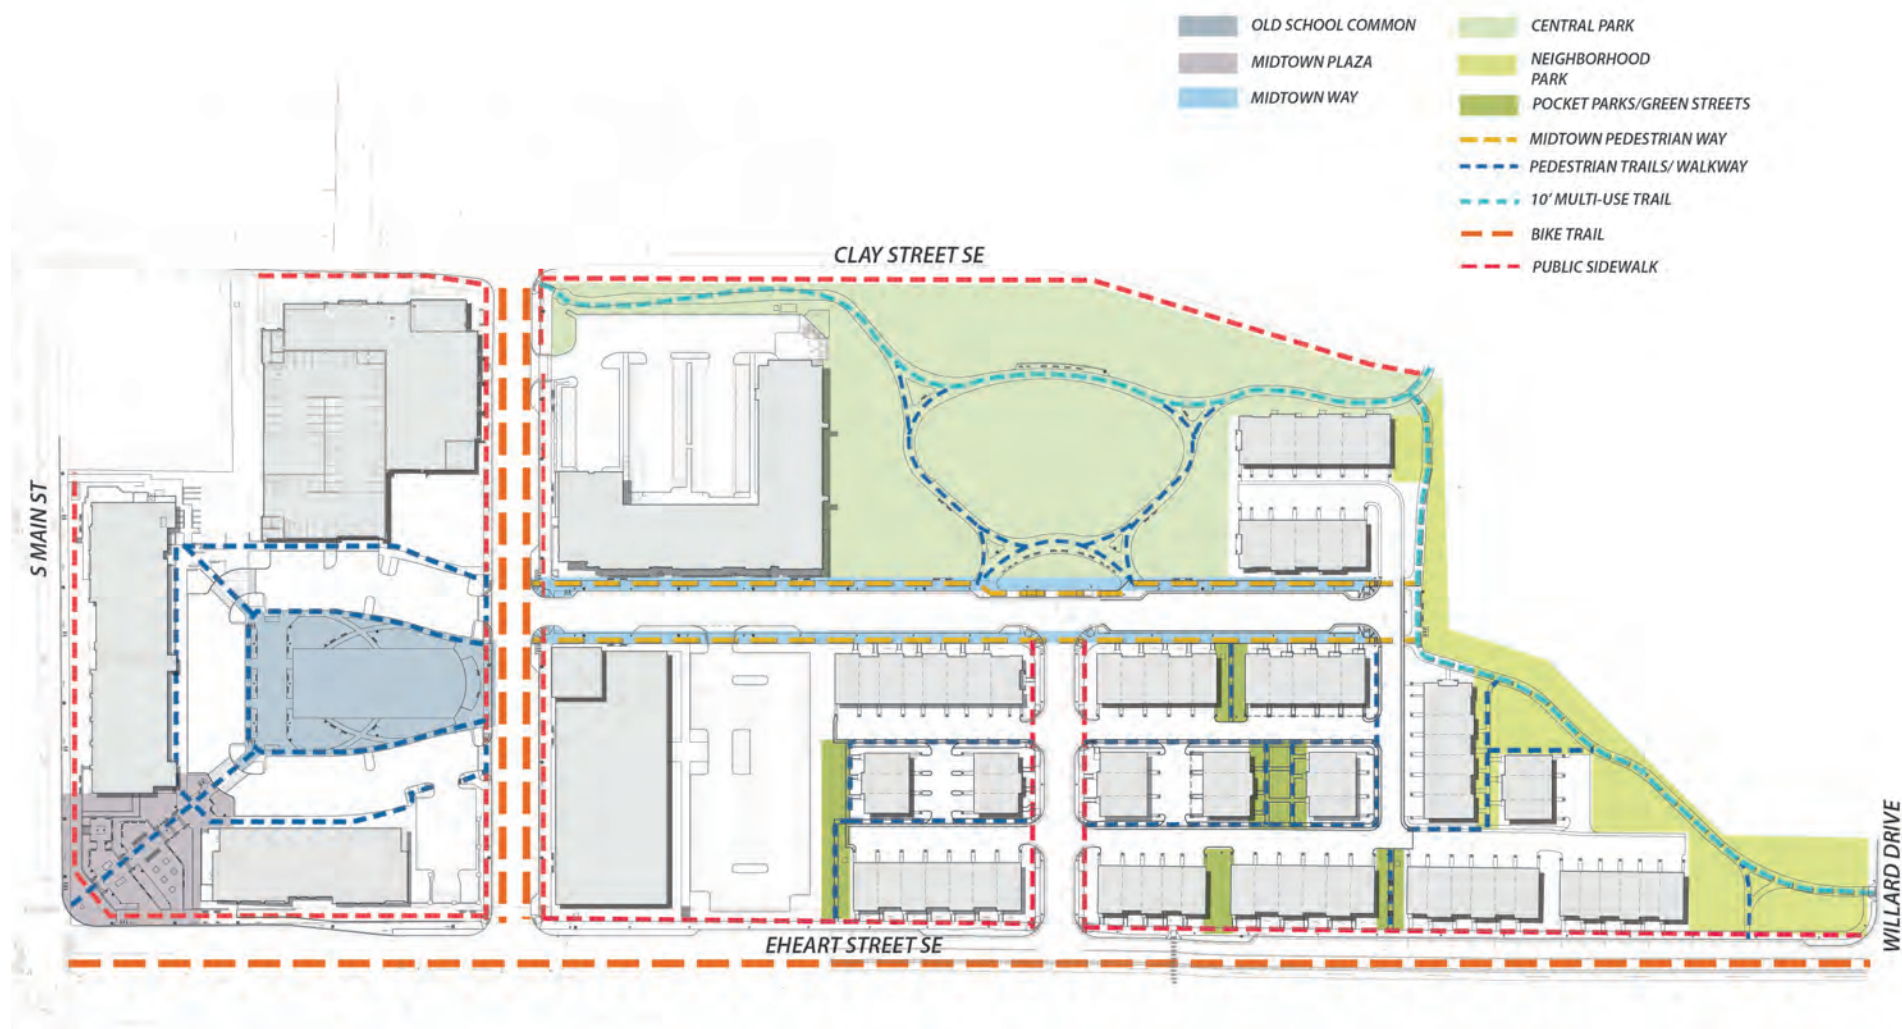 OLD SCHOOL COMMON
MIDTOWN PLAZA
MIDTOWN WAY
CENTRAL PARK
NEIGHBORHOOD
PARK
POCKET PARKS/GREEN STREETS
MIDTOWN PEDESTRIAN WAY
PEDESTRIAN TRAILS/ WALKWAY
10' MULTI-USE TRAIL
BIKE TRAIL
PUBLIC SIDEWALK
CLAY STREET SE
S MAIN ST
EHEART STREET SE
WILLARD DRIVE